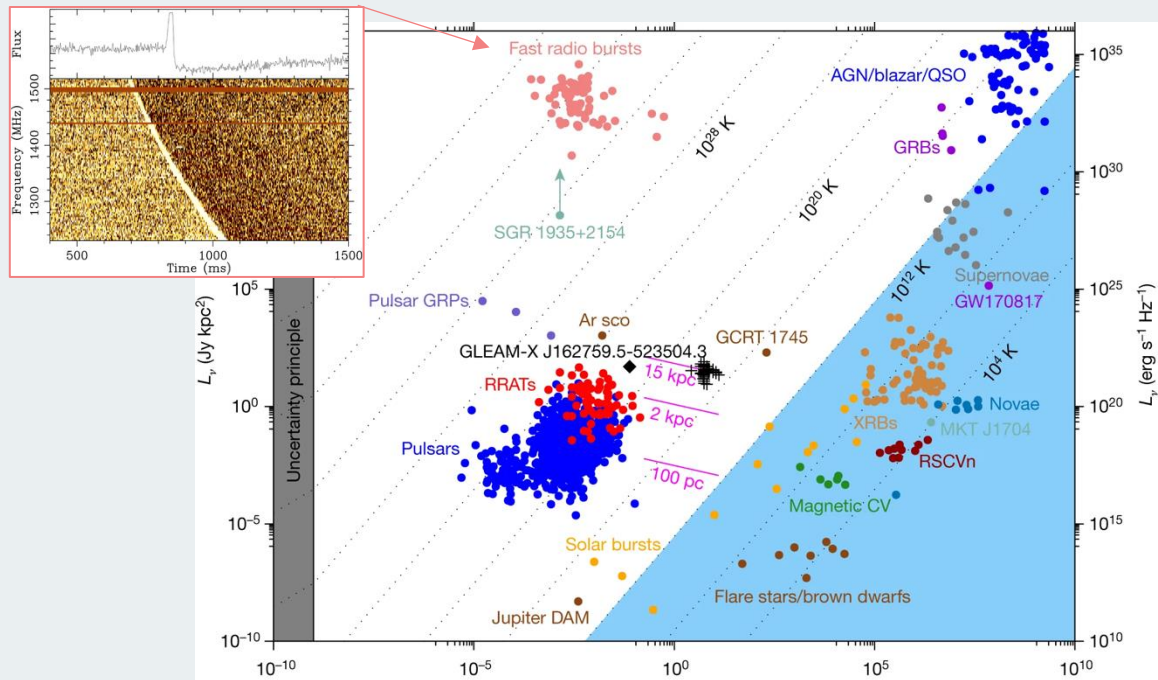 Flux
Frequency (MHz)
1500
1400
1300
500
1000
1500
Time (ms)
Fast radio bursts
AGN/blazar/QSO
10³⁵
10²⁸ K
GRBs
10³⁰
10²⁰ K
SGR 1935+2154
10¹² K
Supernovae
10⁵
10²⁵
Pulsar GRPs
GW170817
Ar sco
GCRT 1745
GLEAM-X J162759.5-523504.3
15 kpc
10⁴ K
RRATs
10⁰
10²⁰
2 kpc
Novae
XRBs
MKT J1704
Pulsars
RSCVn
100 pc
Magnetic CV
10⁻⁵
10¹⁵
Solar bursts
Flare stars/brown dwarfs
Jupiter DAM
10⁻¹⁰
10¹⁰
Lᵥ (Jy kpc²)
Uncertainty principle
Lᵥ (erg s⁻¹ Hz⁻¹)
10⁻¹⁰
10⁻⁵
10⁰
10⁵
10¹⁰